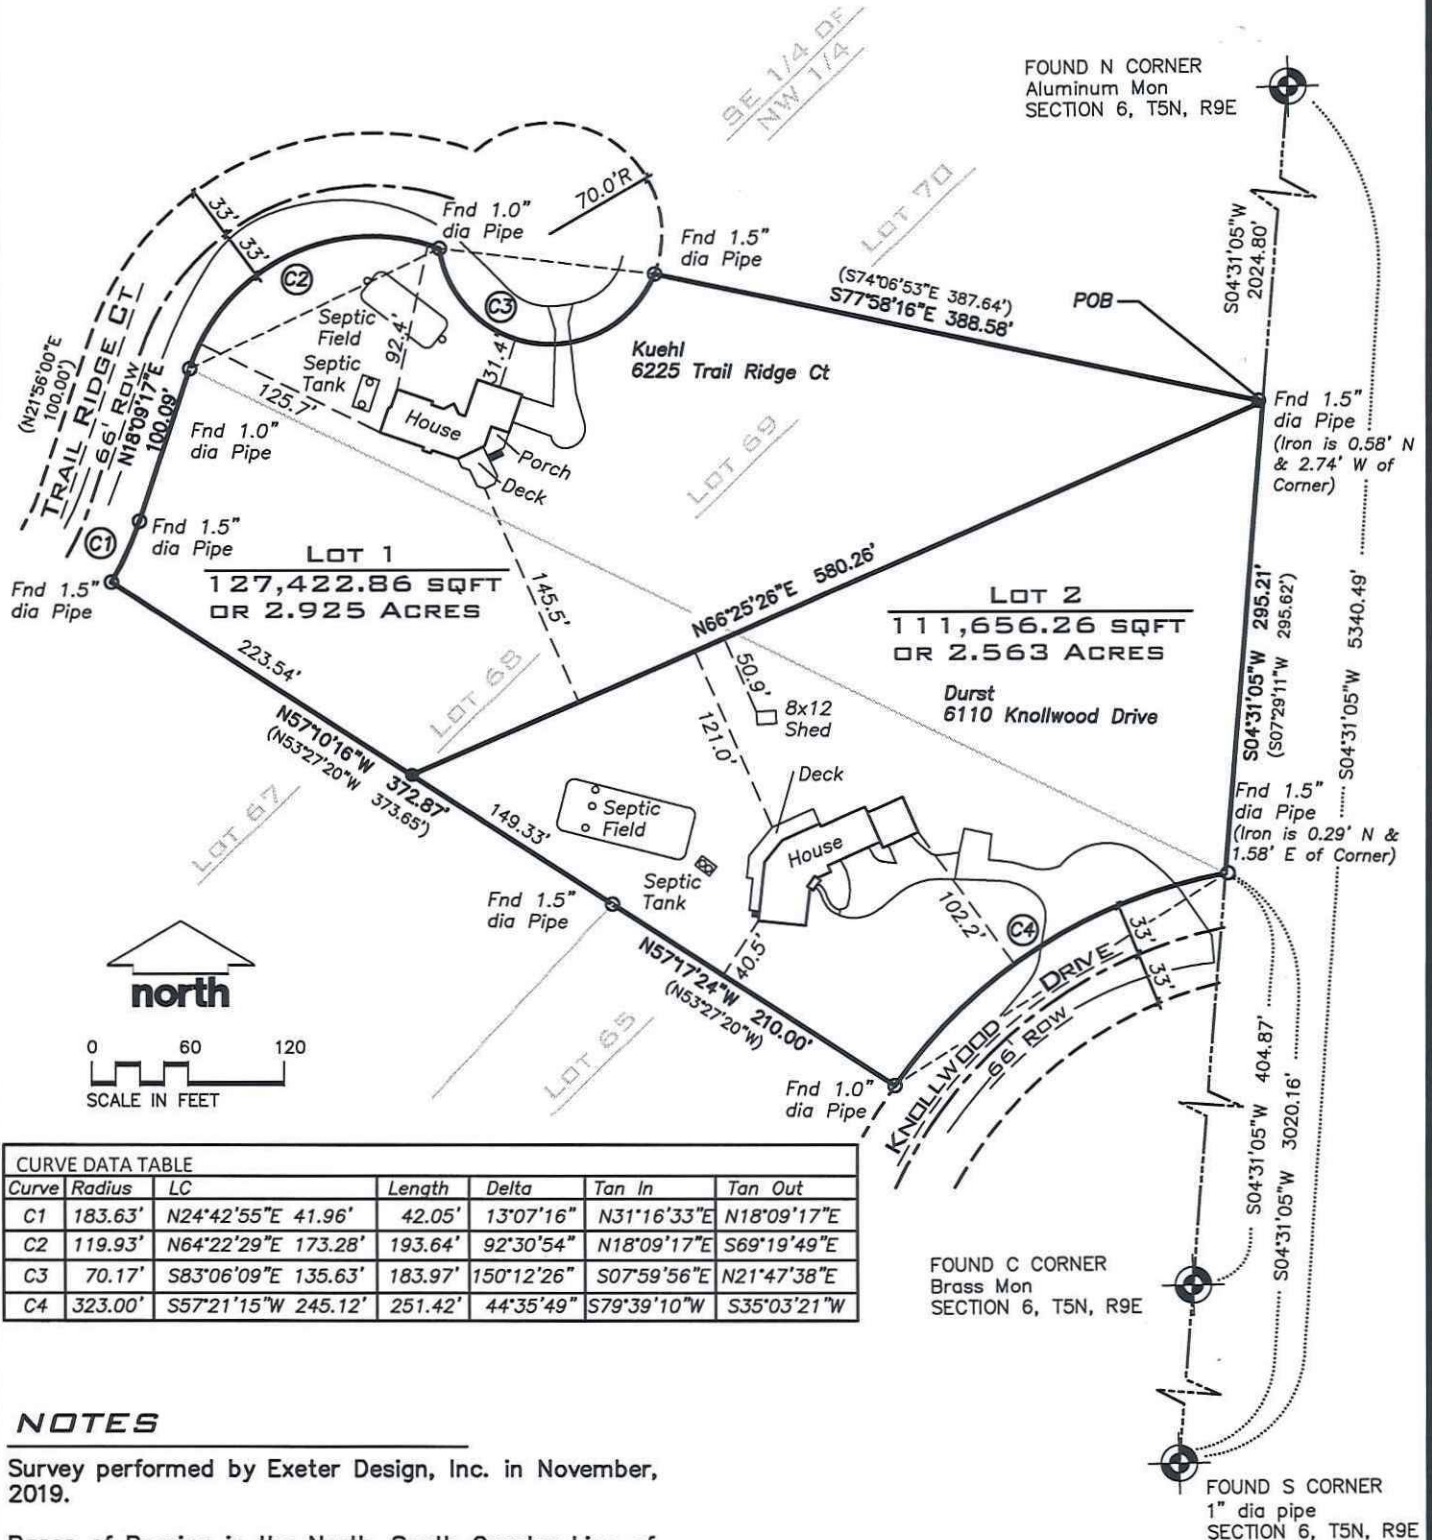 SE 1/4 OF
NW 1/4
FOUND N CORNER
Aluminum Mon
SECTION 6, T5N, R9E
S04°31'05"W
2024.80'
70.0'R
LOT 70
33'
33'
Fnd 1.0"
dia Pipe
Fnd 1.5"
dia Pipe
(S74°06'53"E 387.64')
S77°58'16"E 388.58'
POB
C2
C3
Septic
Field
92.4'
31.4'
Septic
Tank
125.7'
House
Porch
Deck
Kuehl
6225 Trail Ridge Ct
Fnd 1.5"
dia Pipe
(Iron is 0.58' N
& 2.74' W of
Corner)
(N21°56'00"E
100.00')
TRAIL RIDGE CT
66' ROW
N18°09'17"E
100.09'
Fnd 1.0"
dia Pipe
LOT 69
Fnd 1.5"
dia Pipe
C1
Fnd 1.5"
dia Pipe
LOT 1
127,422.86 SQFT
OR 2.925 ACRES
145.5'
N66°25'26"E 580.26'
LOT 2
111,656.26 SQFT
OR 2.563 ACRES
S04°31'05"W 295.21'
(S07°29'11"W 295.62')
S04°31'05"W 5340.49'
223.54'
LOT 68
N57°10'16"W 372.87'
(N53°27'20"W 373.65')
50.9'
8x12
Shed
121.0'
Durst
6110 Knollwood Drive
LOT 67
149.33'
Septic
Field
Septic
Tank
Deck
House
Fnd 1.5"
dia Pipe
(Iron is 0.29' N &
1.58' E of Corner)
Fnd 1.5"
dia Pipe
102.2'
C4
40.5'
N57°17'24"W 210.00'
(N53°27'20"W)
33'
33'
KNOLLWOOD DRIVE
66' ROW
LOT 65
Fnd 1.0"
dia Pipe
north
0 60 120
SCALE IN FEET
S04°31'05"W 404.87'
S04°31'05"W 3020.16'
CURVE DATA TABLE
Curve Radius LC Length Delta Tan In Tan Out
C1 183.63' N24°42'55"E 41.96' 42.05' 13°07'16" N31°16'33"E N18°09'17"E
C2 119.93' N64°22'29"E 173.28' 193.64' 92°30'54" N18°09'17"E S69°19'49"E
C3 70.17' S83°06'09"E 135.63' 183.97' 150°12'26" S07°59'56"E N21°47'38"E
C4 323.00' S57°21'15"W 245.12' 251.42' 44°35'49" S79°39'10"W S35°03'21"W
FOUND C CORNER
Brass Mon
SECTION 6, T5N, R9E
NOTES
Survey performed by Exeter Design, Inc. in November,
2019.
FOUND S CORNER
1" dia pipe
SECTION 6, T5N, R9E